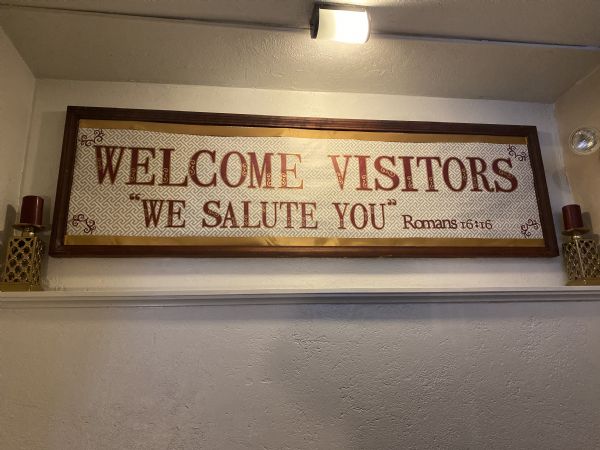 WELCOME VISITORS
"WE SALUTE YOU" Romans 16:16